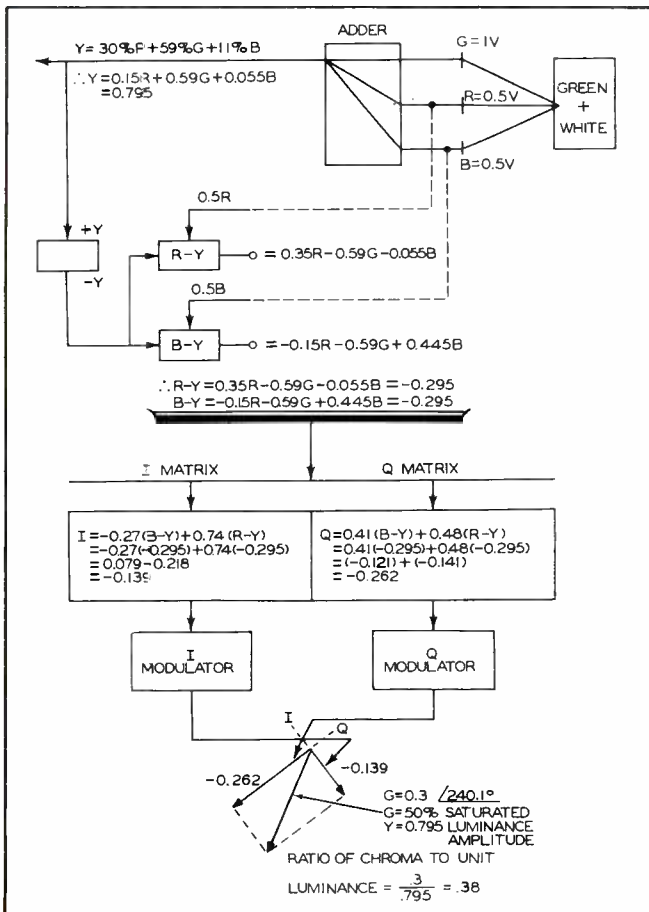 ADDER
Y= 30%R+59%G+11% B
∴Y=0.15R+0.59G+0.055B
=0.795
G=1V
R=0.5V
B=0.5V
GREEN
+
WHITE
0.5R
+Y
-Y
R-Y
= 0.35R-0.59G-0.055B
0.5B
B-Y
=-0.15R-0.59G+0.445B
∴R-Y=0.35R-0.59G-0.055B=-0.295
B-Y=-0.15R-0.59G+0.445B=-0.295
I MATRIX
Q MATRIX
I=-0.27(B-Y)+0.74(R-Y)
=-0.27(-0.295)+0.74(-0.295)
=0.079-0.218
=-0.139
Q=0.41(B-Y)+0.48(R-Y)
=0.41(-0.295)+0.48(-0.295)
=(-0.121)+(-0.141)
=-0.262
I
MODULATOR
Q
MODULATOR
I
Q
-0.262
-0.139
G=0.3 /240.1°
G=50% SATURATED
Y=0.795 LUMINANCE
AMPLITUDE
RATIO OF CHROMA TO UNIT
LUMINANCE = .3/.795 = .38